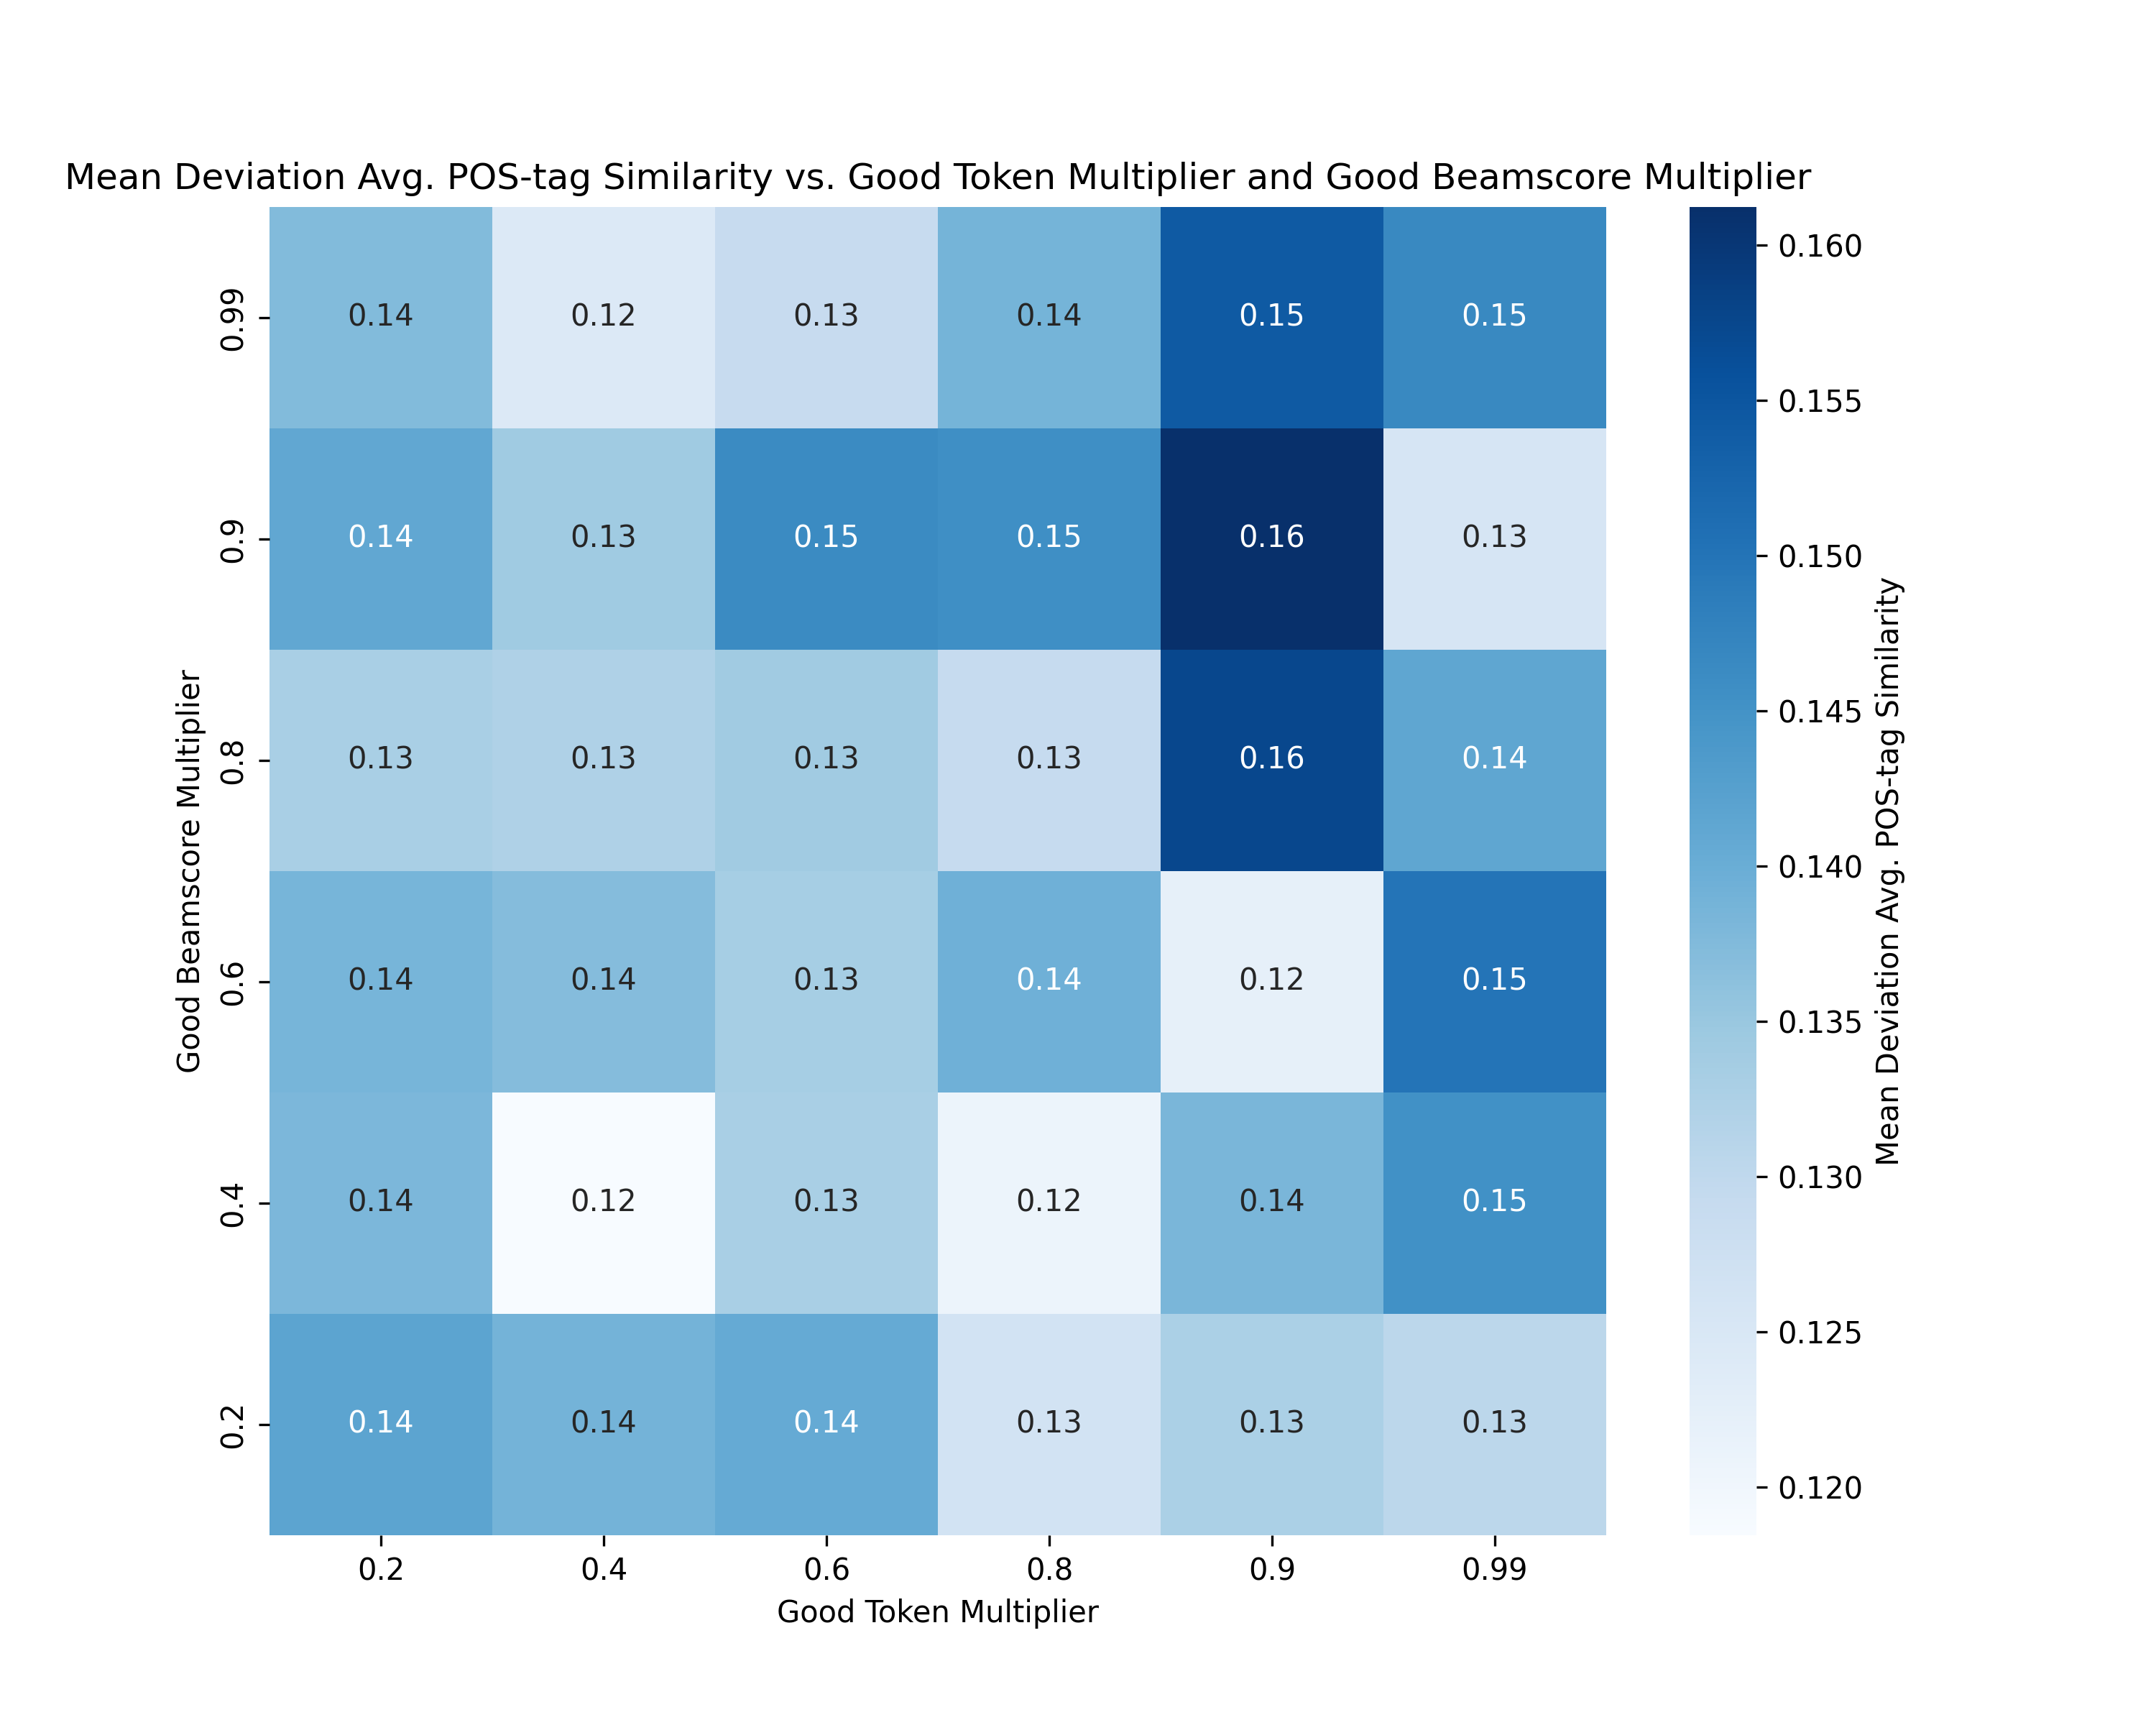 Mean Deviation Avg. POS-tag Similarity vs. Good Token Multiplier and Good Beamscore Multiplier
Good Beamscore Multiplier
0.99 0.14 0.12 0.13 0.14 0.15 0.15
0.9 0.14 0.13 0.15 0.15 0.16 0.13
0.8 0.13 0.13 0.13 0.13 0.16 0.14
0.6 0.14 0.14 0.13 0.14 0.12 0.15
0.4 0.14 0.12 0.13 0.12 0.14 0.15
0.2 0.14 0.14 0.14 0.13 0.13 0.13
0.2 0.4 0.6 0.8 0.9 0.99
Good Token Multiplier
0.160
0.155
0.150
0.145
0.140
0.135
0.130
0.125
0.120
Mean Deviation Avg. POS-tag Similarity